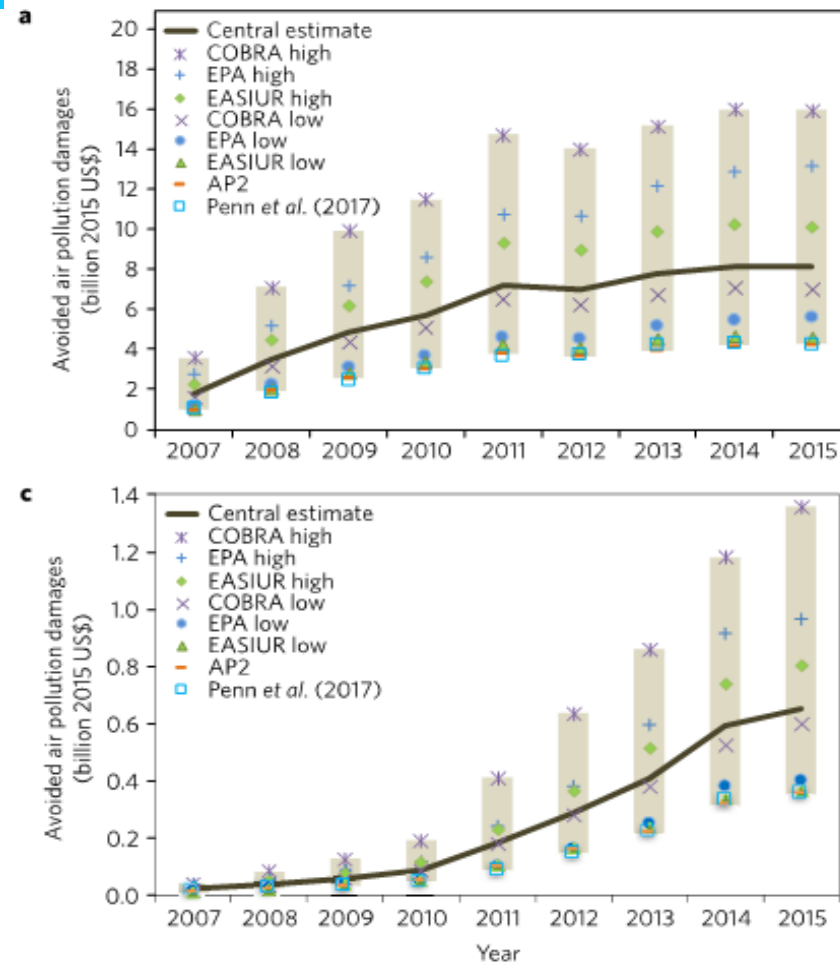 a
20
18
16
14
12
10
8
6
4
2
0
Avoided air pollution damages
(billion 2015 US$)
Central estimate
COBRA high
EPA high
EASIUR high
COBRA low
EPA low
EASIUR low
AP2
Penn et al. (2017)
2007 2008 2009 2010 2011 2012 2013 2014 2015
c
1.4
1.2
1.0
0.8
0.6
0.4
0.2
0.0
Avoided air pollution damages
(billion 2015 US$)
Central estimate
COBRA high
EPA high
EASIUR high
COBRA low
EPA low
EASIUR low
AP2
Penn et al. (2017)
2007 2008 2009 2010 2011 2012 2013 2014 2015
Year